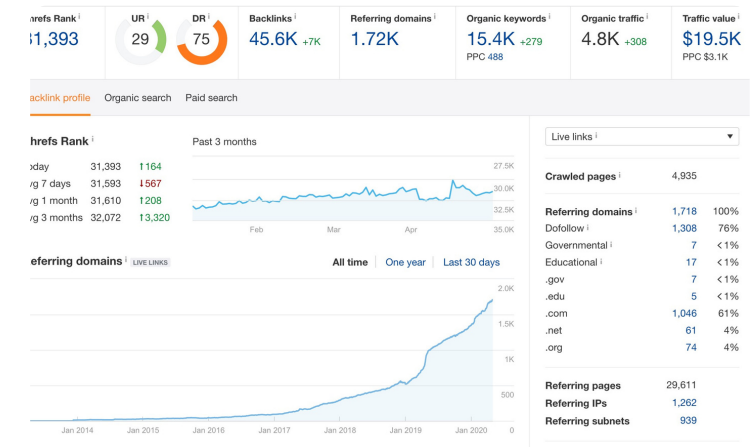 hrefs Rank i UR i DR i Backlinks i Referring domains i Organic keywords i Organic traffic i Traffic value i
31,393 29 75 45.6K +7K 1.72K 15.4K +279 4.8K +308 $19.5K
PPC 488 PPC $3.1K
acklink profile Organic search Paid search
hrefs Rank i Past 3 months
oday 31,393 ↑164
vg 7 days 31,593 ↓567
vg 1 month 31,610 ↑208
vg 3 months 32,072 ↑3,320
27.5K
30.0K
32.5K
35.0K
Feb Mar Apr
eferring domains i LIVE LINKS All time One year Last 30 days
2.0K
1.5K
1K
500
0
Jan 2014 Jan 2015 Jan 2016 Jan 2017 Jan 2018 Jan 2019 Jan 2020
Live links i ▼
Crawled pages i 4,935
Referring domains i 1,718 100%
Dofollow i 1,308 76%
Governmental i 7 <1%
Educational i 17 <1%
.gov 7 <1%
.edu 5 <1%
.com 1,046 61%
.net 61 4%
.org 74 4%
Referring pages 29,611
Referring IPs 1,262
Referring subnets 939